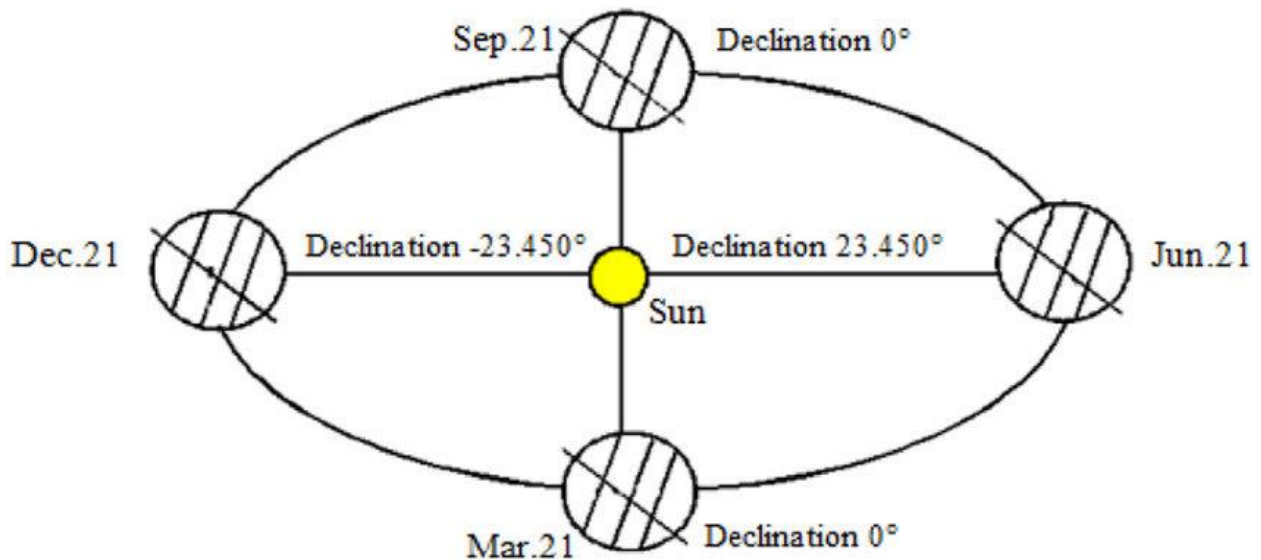 Sep.21
Declination 0°
Dec.21
Declination -23.450°
Declination 23.450°
Jun.21
Sun
Mar.21
Declination 0°